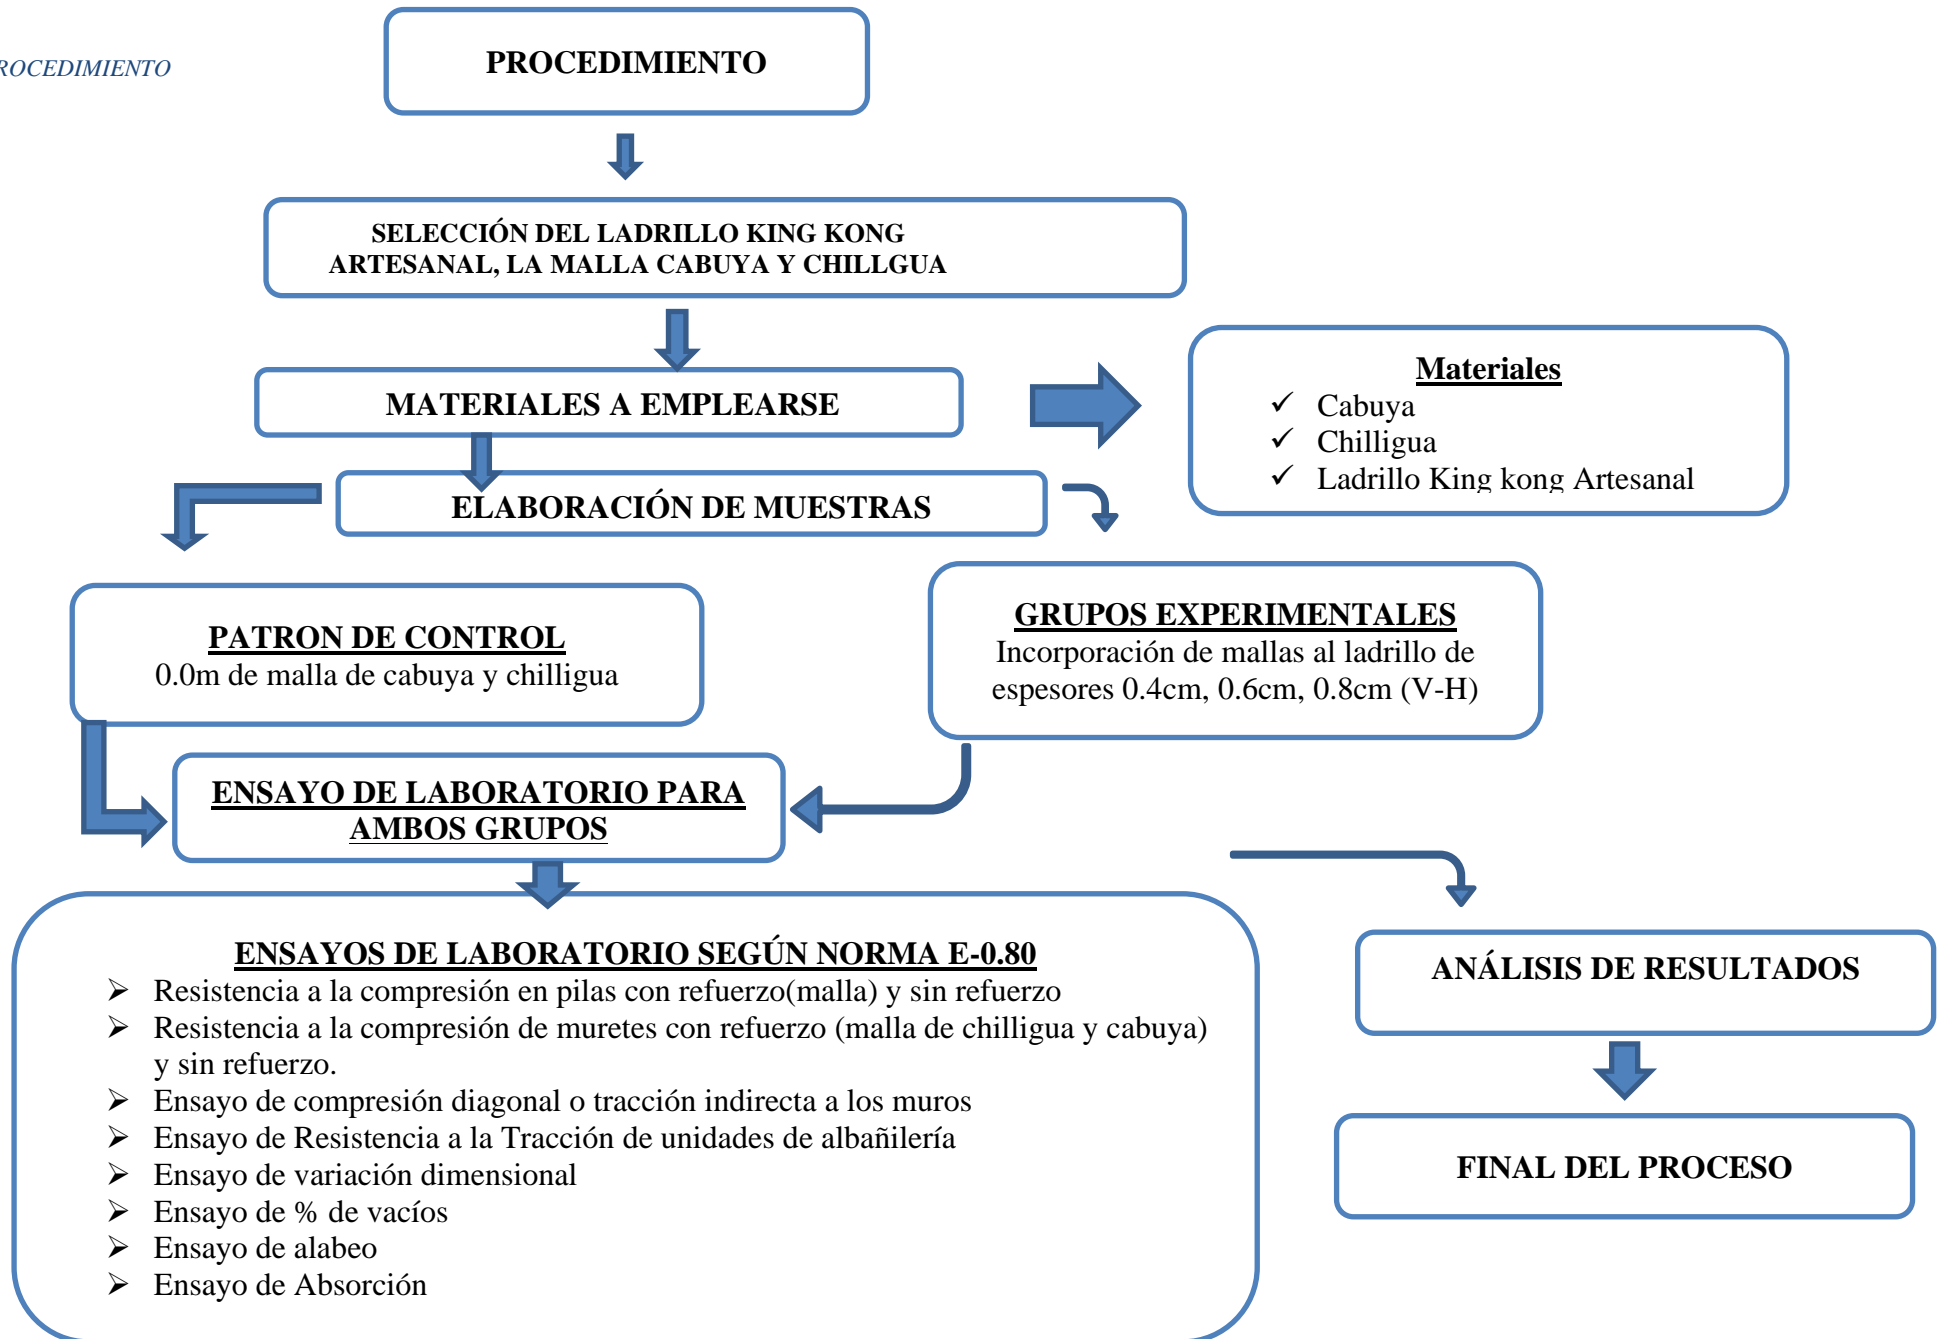 ROCEDIMIENTO
PROCEDIMIENTO
SELECCIÓN DEL LADRILLO KING KONG
ARTESANAL, LA MALLA CABUYA Y CHILLGUA
MATERIALES A EMPLEARSE
Materiales
✓ Cabuya
✓ Chilligua
✓ Ladrillo King kong Artesanal
ELABORACIÓN DE MUESTRAS
PATRON DE CONTROL
0.0m de malla de cabuya y chilligua
GRUPOS EXPERIMENTALES
Incorporación de mallas al ladrillo de
espesores 0.4cm, 0.6cm, 0.8cm (V-H)
ENSAYO DE LABORATORIO PARA
AMBOS GRUPOS
ENSAYOS DE LABORATORIO SEGÚN NORMA E-0.80
➢ Resistencia a la compresión en pilas con refuerzo(malla) y sin refuerzo
➢ Resistencia a la compresión de muretes con refuerzo (malla de chilligua y cabuya)
y sin refuerzo.
➢ Ensayo de compresión diagonal o tracción indirecta a los muros
➢ Ensayo de Resistencia a la Tracción de unidades de albañilería
➢ Ensayo de variación dimensional
➢ Ensayo de % de vacíos
➢ Ensayo de alabeo
➢ Ensayo de Absorción
ANÁLISIS DE RESULTADOS
FINAL DEL PROCESO